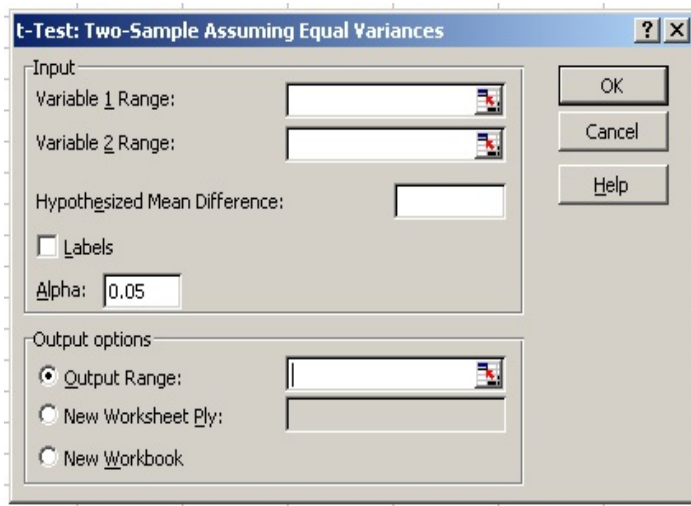 t-Test: Two-Sample Assuming Equal Variances
Input
Variable 1 Range:
Variable 2 Range:
Hypothesized Mean Difference:
Labels
Alpha: 0.05
OK
Cancel
Help
Output options
Output Range:
New Worksheet Ply:
New Workbook